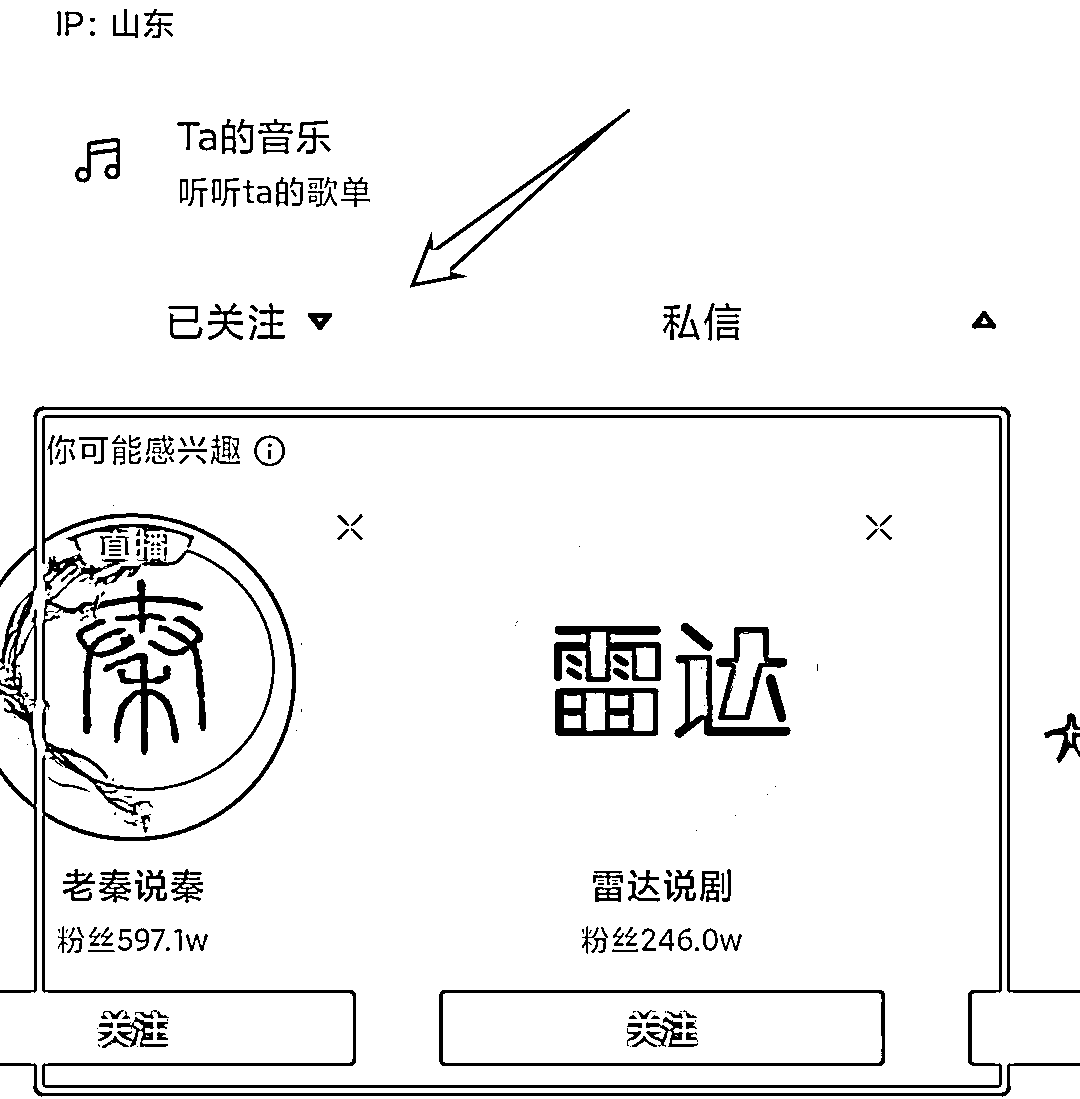 IP: 山东
Ta的音乐
听听ta的歌单
已关注 私信
你可能感兴趣
直播
秦
雷达
老秦说秦 雷达说剧
粉丝597.1w 粉丝246.0w
关注 关注